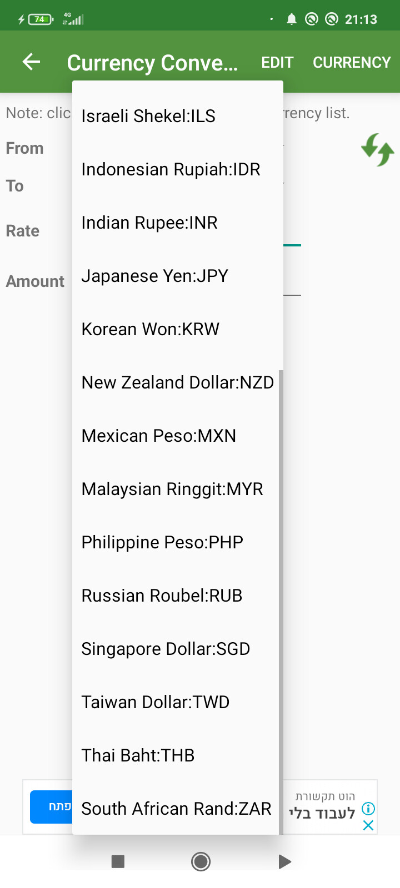 74
4G
21:13
Currency Conve...
EDIT
CURRENCY
Note: clic
rency list.
From
To
Rate
Amount
Israeli Shekel:ILS
Indonesian Rupiah:IDR
Indian Rupee:INR
Japanese Yen:JPY
Korean Won:KRW
New Zealand Dollar:NZD
Mexican Peso:MXN
Malaysian Ringgit:MYR
Philippine Peso:PHP
Russian Roubel:RUB
Singapore Dollar:SGD
Taiwan Dollar:TWD
Thai Baht:THB
South African Rand:ZAR
הוט תקשורת
לעבוד בלי
פתח